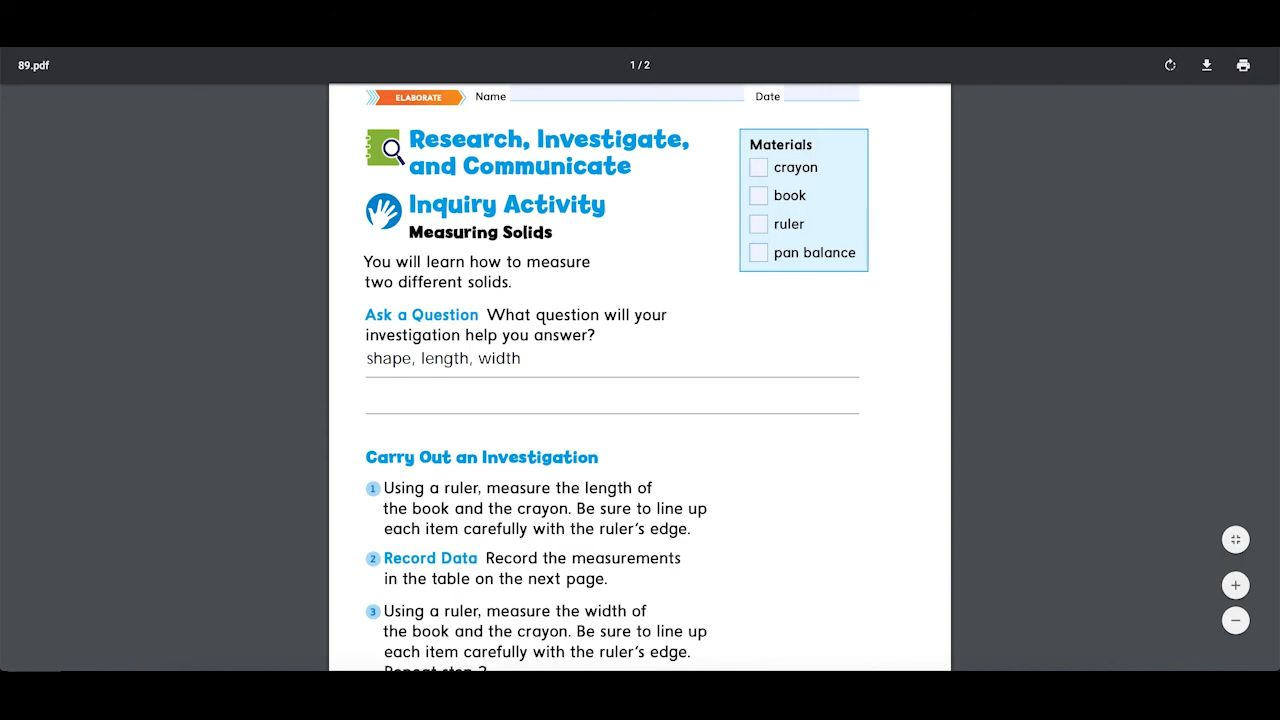 89.pdf
1 / 2
ELABORATE Name Date
Research, Investigate,
and Communicate
Inquiry Activity
Measuring Solids
You will learn how to measure
two different solids.
Materials
crayon
book
ruler
pan balance
Ask a Question What question will your
investigation help you answer?
shape, length, width
Carry Out an Investigation
1 Using a ruler, measure the length of
the book and the crayon. Be sure to line up
each item carefully with the ruler's edge.
2 Record Data Record the measurements
in the table on the next page.
3 Using a ruler, measure the width of
the book and the crayon. Be sure to line up
each item carefully with the ruler's edge.
Repeat step 2